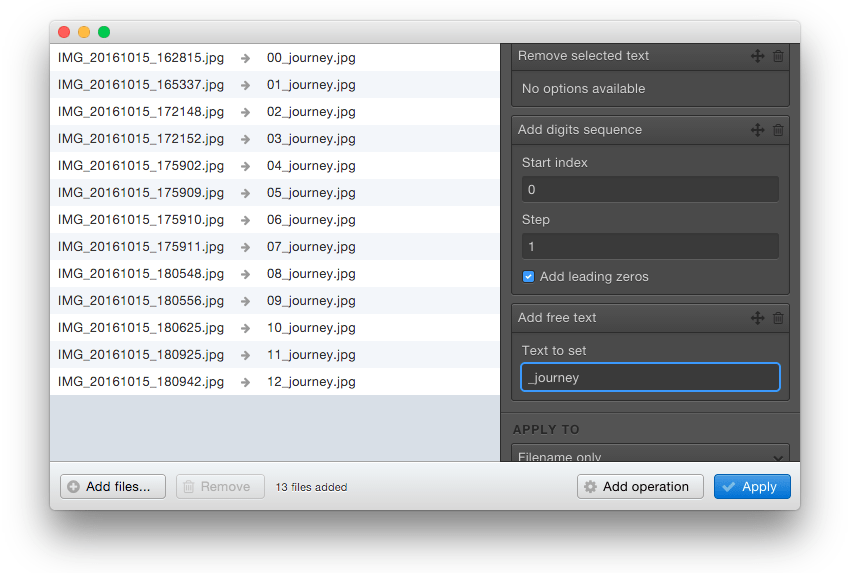 IMG_20161015_162815.jpg → 00_journey.jpg
IMG_20161015_165337.jpg → 01_journey.jpg
IMG_20161015_172148.jpg → 02_journey.jpg
IMG_20161015_172152.jpg → 03_journey.jpg
IMG_20161015_175902.jpg → 04_journey.jpg
IMG_20161015_175909.jpg → 05_journey.jpg
IMG_20161015_175910.jpg → 06_journey.jpg
IMG_20161015_175911.jpg → 07_journey.jpg
IMG_20161015_180548.jpg → 08_journey.jpg
IMG_20161015_180556.jpg → 09_journey.jpg
IMG_20161015_180625.jpg → 10_journey.jpg
IMG_20161015_180925.jpg → 11_journey.jpg
IMG_20161015_180942.jpg → 12_journey.jpg
Remove selected text
No options available
Add digits sequence
Start index
0
Step
1
Add leading zeros
Add free text
Text to set
_journey
APPLY TO
Filename only
Add files... Remove 13 files added Add operation Apply